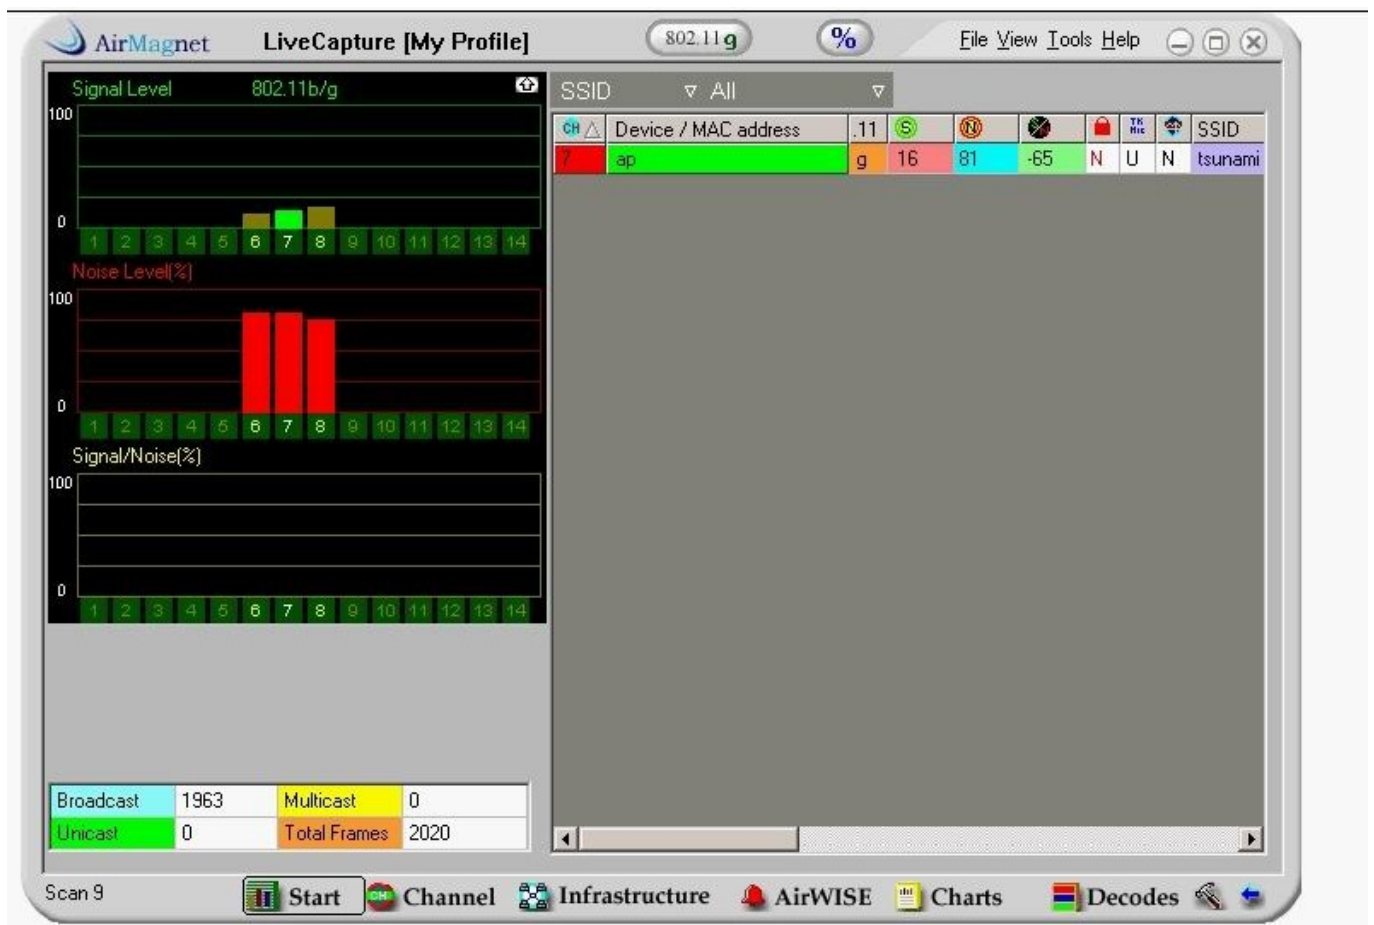 AirMagnet LiveCapture [My Profile] 802.11g % File View Tools Help
Signal Level 802.11b/g
100
0
1 2 3 4 5 6 7 8 9 10 11 12 13 14
Noise Level(%)
100
0
1 2 3 4 5 6 7 8 9 10 11 12 13 14
Signal/Noise(%)
100
0
1 2 3 4 5 6 7 8 9 10 11 12 13 14
SSID All
CH Device / MAC address .11 S N SSID
7 ap g 16 81 -65 N U N tsunami
Broadcast 1963 Multicast 0
Unicast 0 Total Frames 2020
Scan 9 Start CH Channel Infrastructure AirWISE Charts Decodes